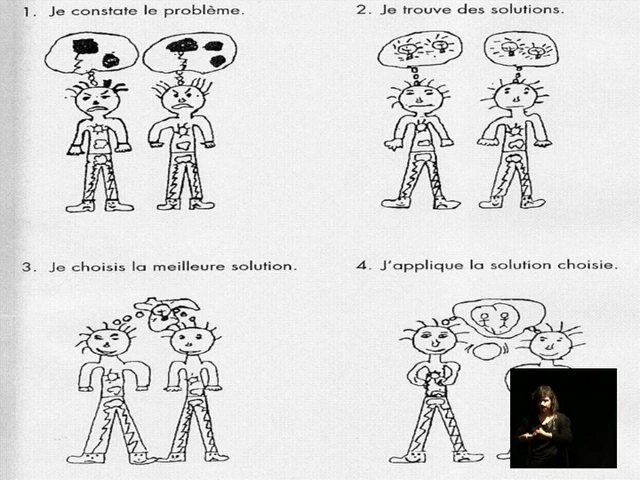 1. Je constate le problème.
2. Je trouve des solutions.
3. Je choisis la meilleure solution.
4. J'applique la solution choisie.